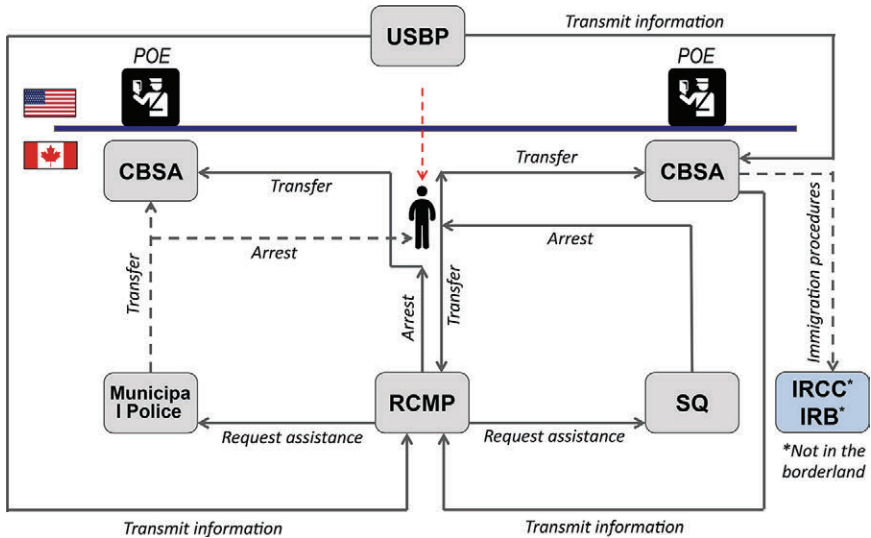 USBP
Transmit information
POE
POE
CBSA
CBSA
Transfer
Transfer
Arrest
Arrest
Transfer
Arrest
Transfer
Immigration procedures
Municipa
l Police
RCMP
SQ
IRCC*
IRB*
Request assistance
Request assistance
*Not in the
borderland
Transmit information
Transmit information